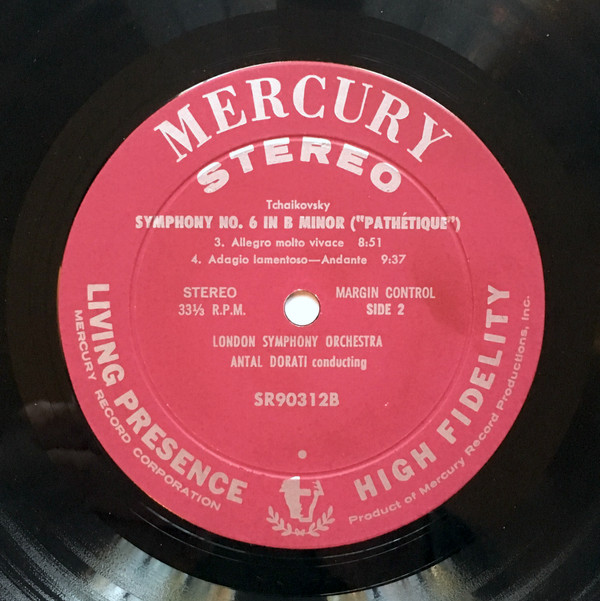 MERCURY
STEREO
Tchaikovsky
SYMPHONY NO. 6 IN B MINOR ("PATHÉTIQUE")
3. Allegro molto vivace 8:51
4. Adagio lamentoso—Andante 9:37
STEREO
33⅓ R.P.M.
MARGIN CONTROL
SIDE 2
LONDON SYMPHONY ORCHESTRA
ANTAL DORATI conducting
SR90312B
LIVING PRESENCE
MERCURY RECORD CORPORATION
HIGH FIDELITY
Product of Mercury Record Productions, Inc.